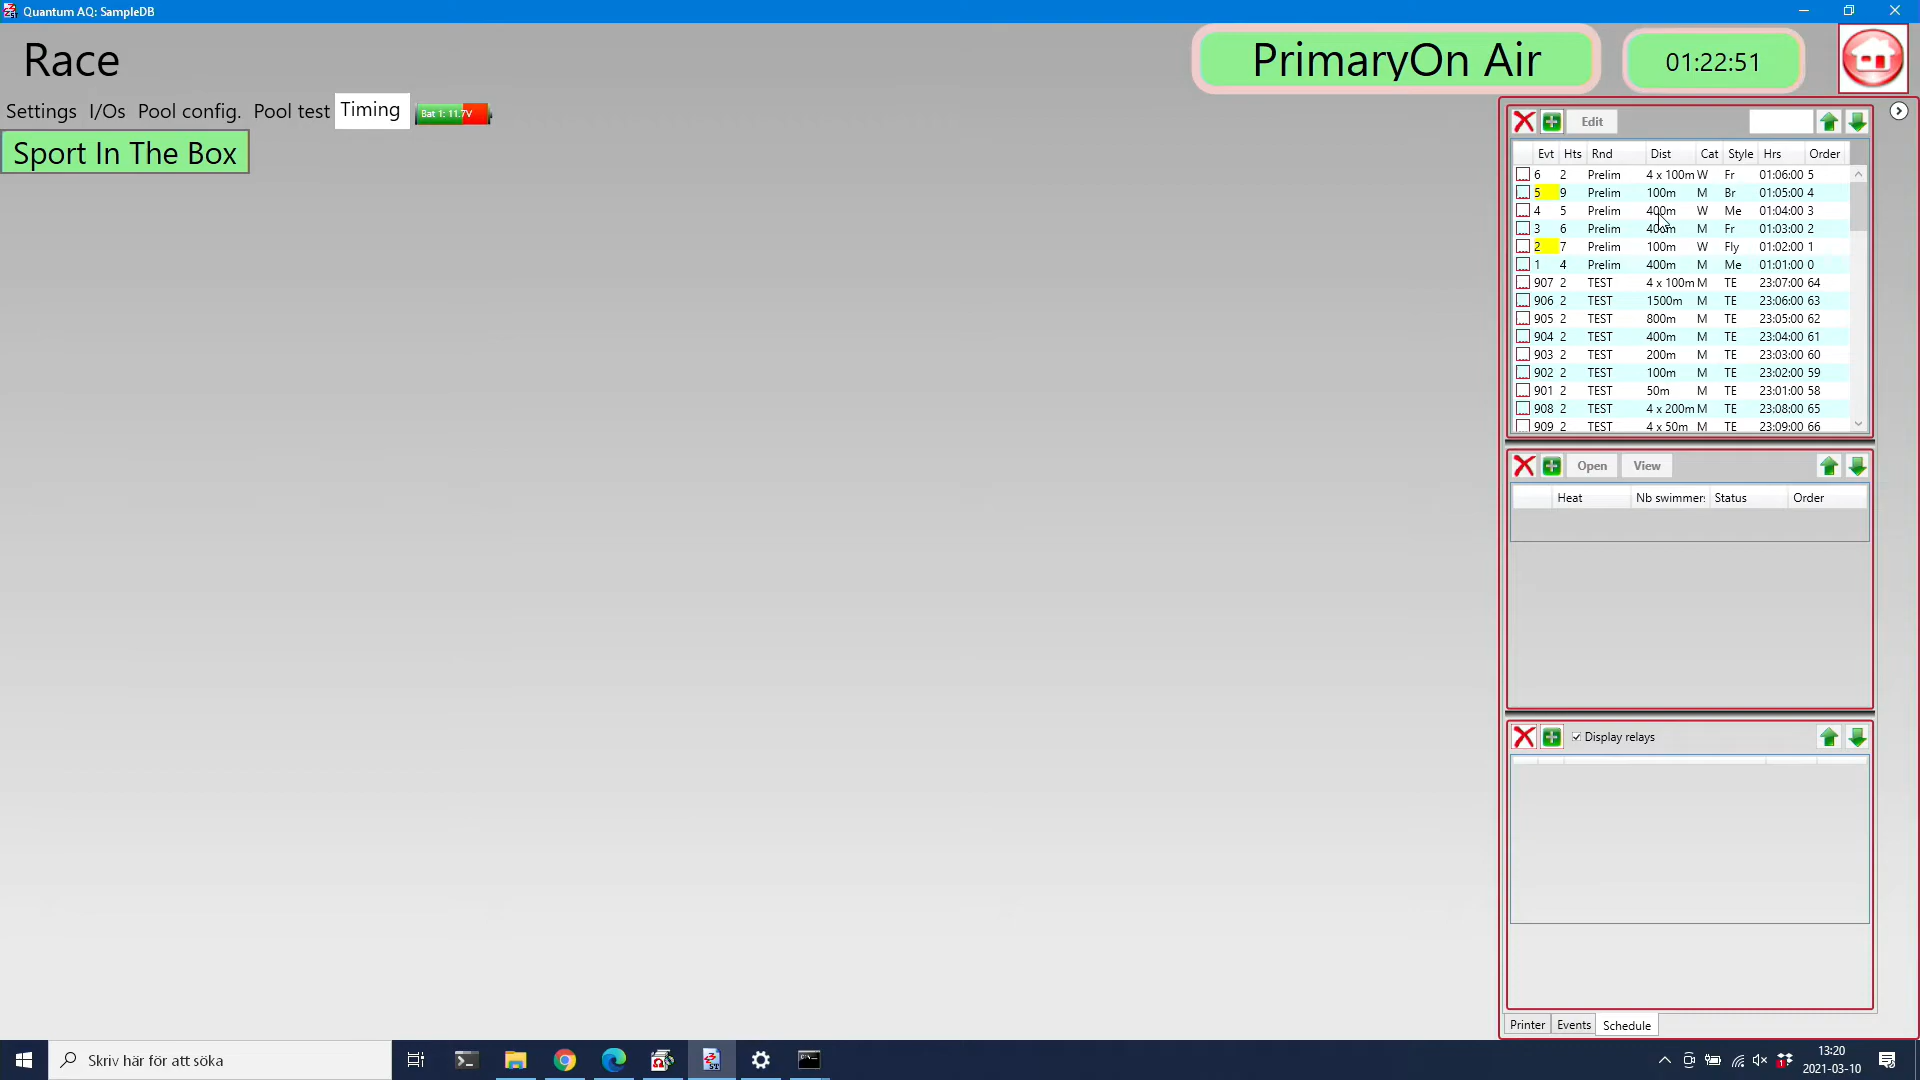 Quantum AQ: SampleDB
Race
PrimaryOn Air
01:22:51
Settings I/Os Pool config. Pool test Timing Bat 1: 11.7V
Sport In The Box
Edit
Evt Hts Rnd Dist Cat Style Hrs Order
6 2 Prelim 4 x 100m W Fr 01:06:00 5
5 9 Prelim 100m M Br 01:05:00 4
4 5 Prelim 400m W Me 01:04:00 3
3 6 Prelim 400m M Fr 01:03:00 2
2 7 Prelim 100m W Fly 01:02:00 1
1 4 Prelim 400m M Me 01:01:00 0
907 2 TEST 4 x 100m M TE 23:07:00 64
906 2 TEST 1500m M TE 23:06:00 63
905 2 TEST 800m M TE 23:05:00 62
904 2 TEST 400m M TE 23:04:00 61
903 2 TEST 200m M TE 23:03:00 60
902 2 TEST 100m M TE 23:02:00 59
901 2 TEST 50m M TE 23:01:00 58
908 2 TEST 4 x 200m M TE 23:08:00 65
909 2 TEST 4 x 50m M TE 23:09:00 66
Open View
Heat Nb swimmer: Status Order
Display relays
Printer Events Schedule
Skriv här för att söka
13:20
2021-03-10